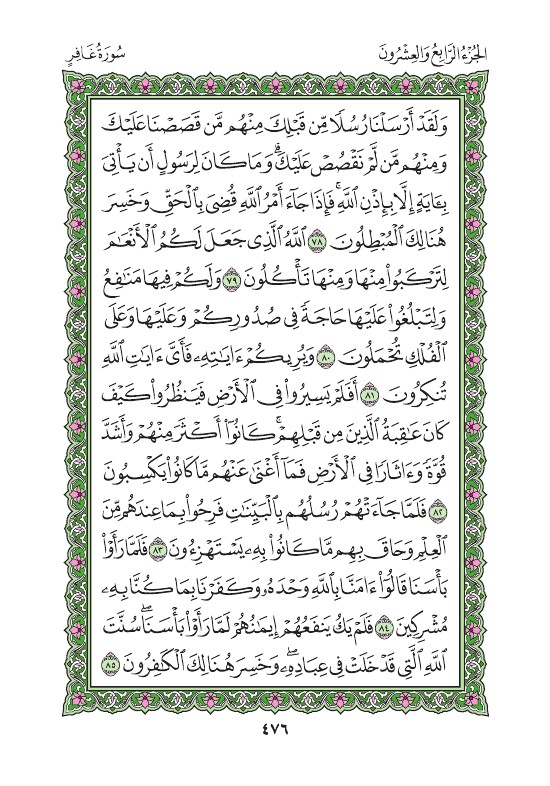 الجُزْءُ الرَّابِعُ وَالعِشْرُونَ
سُورَةُ غَافِرٍ
وَلَقَدْ أَرْسَلْنَا رُسُلًا مِّن قَبْلِكَ مِنْهُم مَّن قَصَصْنَا عَلَيْكَ
وَمِنْهُم مَّن لَّمْ نَقْصُصْ عَلَيْكَۗ وَمَا كَانَ لِرَسُولٍ أَن يَأْتِىَ
بِـَٔايَةٍ إِلَّا بِإِذْنِ ٱللَّهِۚ فَإِذَا جَآءَ أَمْرُ ٱللَّهِ قُضِىَ بِٱلْحَقِّ وَخَسِرَ
هُنَالِكَ ٱلْمُبْطِلُونَ ٧٨ ٱللَّهُ ٱلَّذِى جَعَلَ لَكُمُ ٱلْأَنْعَٰمَ
لِتَرْكَبُوا۟ مِنْهَا وَمِنْهَا تَأْكُلُونَ ٧٩ وَلَكُمْ فِيهَا مَنَٰفِعُ
وَلِتَبْلُغُوا۟ عَلَيْهَا حَاجَةً فِى صُدُورِكُمْ وَعَلَيْهَا وَعَلَى
ٱلْفُلْكِ تُحْمَلُونَ ٨٠ وَيُرِيكُمْ ءَايَٰتِهِۦ فَأَىَّ ءَايَٰتِ ٱللَّهِ
تُنكِرُونَ ٨١ أَفَلَمْ يَسِيرُوا۟ فِى ٱلْأَرْضِ فَيَنظُرُوا۟ كَيْفَ
كَانَ عَٰقِبَةُ ٱلَّذِينَ مِن قَبْلِهِمْۚ كَانُوٓا۟ أَكْثَرَ مِنْهُمْ وَأَشَدَّ
قُوَّةً وَءَاثَارًا فِى ٱلْأَرْضِ فَمَآ أَغْنَىٰ عَنْهُم مَّا كَانُوا۟ يَكْسِبُونَ
٨٢ فَلَمَّا جَآءَتْهُمْ رُسُلُهُم بِٱلْبَيِّنَٰتِ فَرِحُوا۟ بِمَا عِندَهُم مِّنَ
ٱلْعِلْمِ وَحَاقَ بِهِم مَّا كَانُوا۟ بِهِۦ يَسْتَهْزِءُونَ ٨٣ فَلَمَّا رَأَوْا۟
بَأْسَنَا قَالُوٓا۟ ءَامَنَّا بِٱللَّهِ وَحْدَهُۥ وَكَفَرْنَا بِمَا كُنَّا بِهِۦ
مُشْرِكِينَ ٨٤ فَلَمْ يَكُ يَنفَعُهُمْ إِيمَٰنُهُمْ لَمَّا رَأَوْا۟ بَأْسَنَاۖ سُنَّتَ
ٱللَّهِ ٱلَّتِى قَدْ خَلَتْ فِى عِبَادِهِۦۖ وَخَسِرَ هُنَالِكَ ٱلْكَٰفِرُونَ ٨٥
٤٧٦